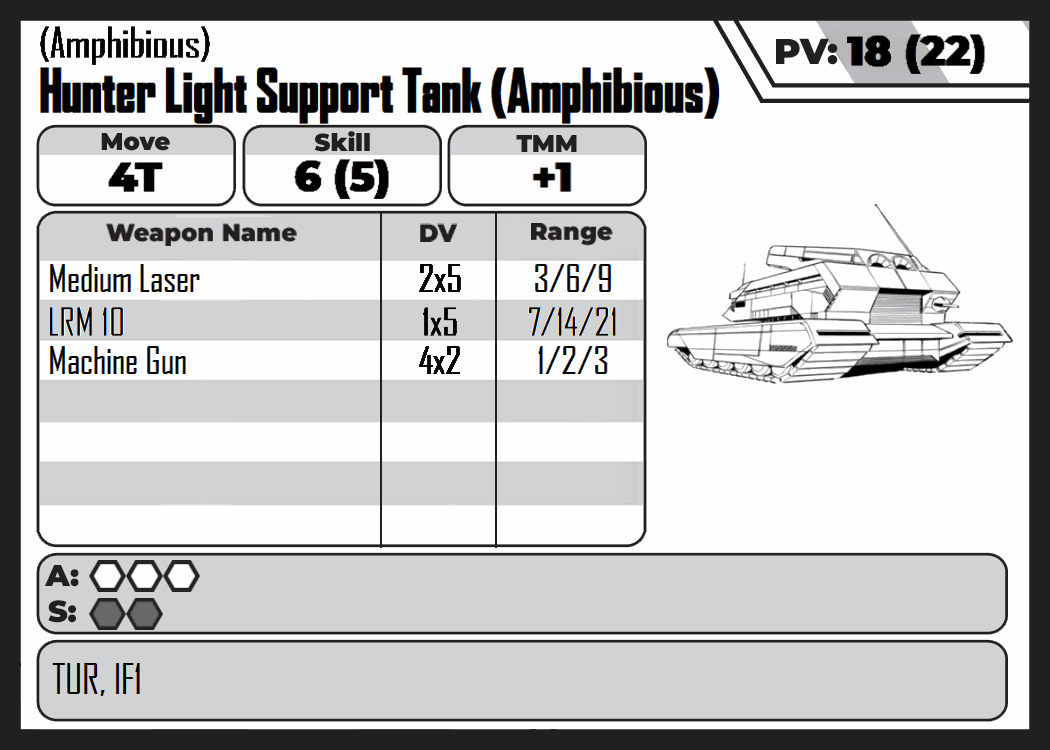 (Amphibious)
Hunter Light Support Tank (Amphibious)
PV: 18 (22)
Move Skill TMM
4T 6 (5) +1
Weapon Name DV Range
Medium Laser 2x5 3/6/9
LRM 10 1x5 7/14/21
Machine Gun 4x2 1/2/3
A:
S:
TUR, IF1